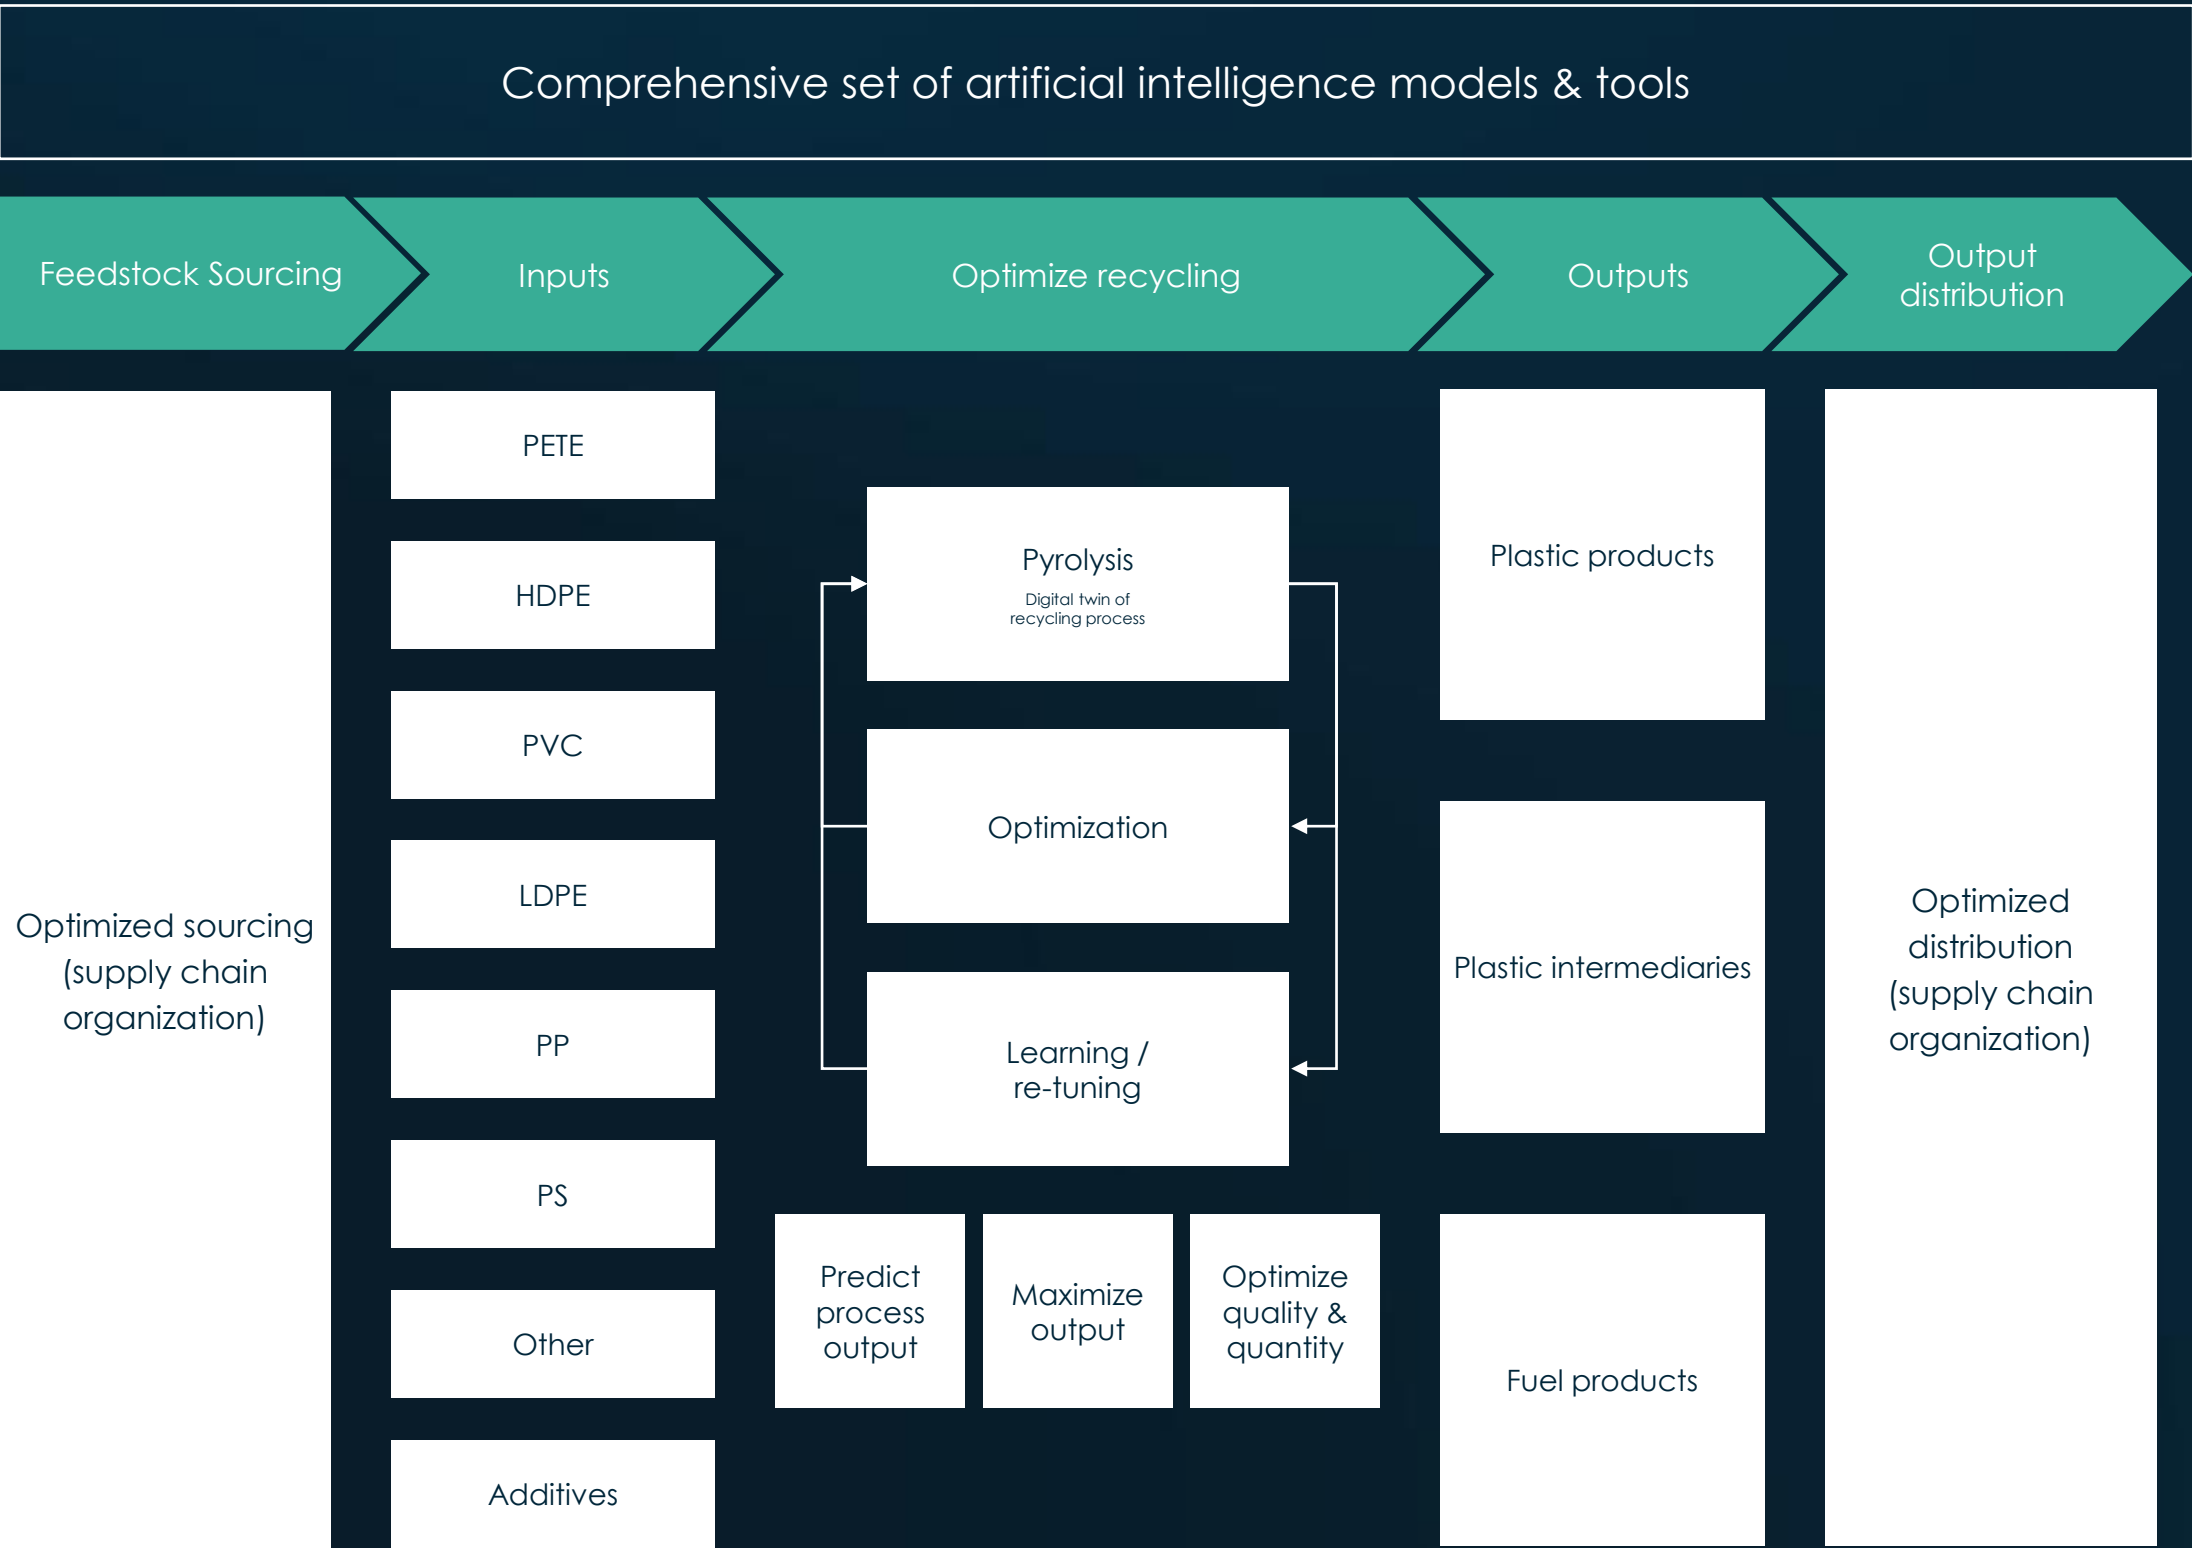 Comprehensive set of artificial intelligence models & tools
Feedstock Sourcing
Inputs
Optimize recycling
Outputs
Output
distribution
Optimized sourcing
(supply chain
organization)
PETE
HDPE
PVC
LDPE
PP
PS
Other
Additives
Pyrolysis
Digital twin of
recycling process
Optimization
Learning /
re-tuning
Predict
process
output
Maximize
output
Optimize
quality &
quantity
Plastic products
Plastic intermediaries
Fuel products
Optimized
distribution
(supply chain
organization)